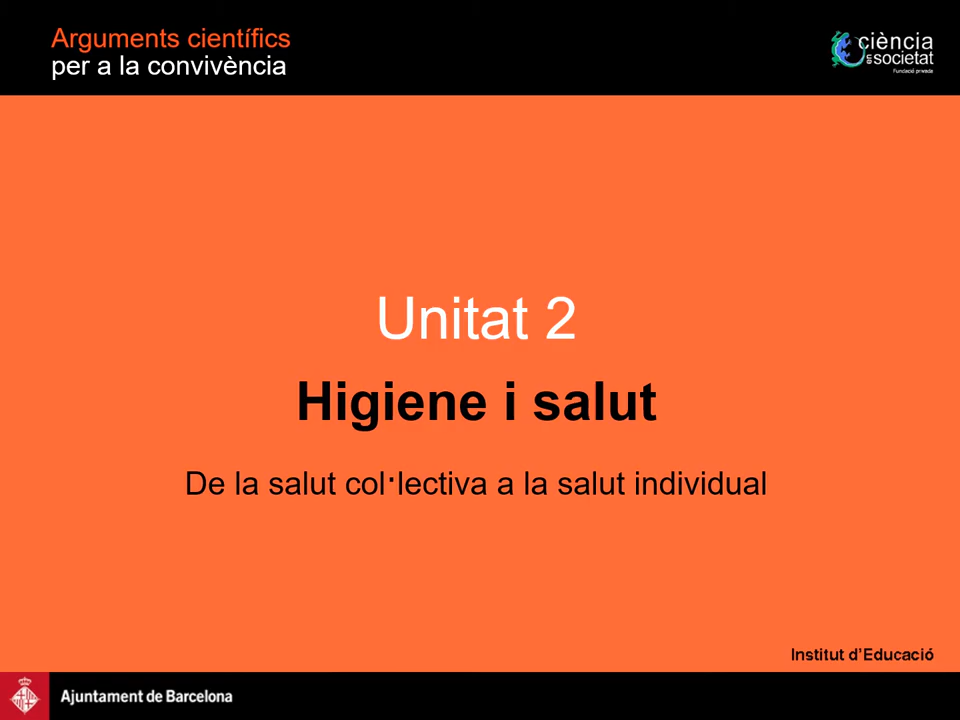 Arguments científics
per a la convivència
ciència
en societat
Fundació privada
Unitat 2
Higiene i salut
De la salut col·lectiva a la salut individual
Institut d'Educació
Ajuntament de Barcelona